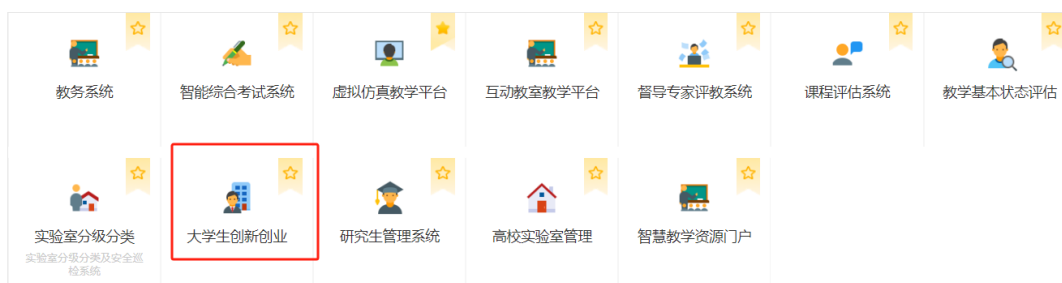 教务系统
智能综合考试系统
虚拟仿真教学平台
互动教室教学平台
督导专家评教系统
课程评估系统
教学基本状态评估
实验室分级分类
实验室分级分类及安全巡
检系统
大学生创新创业
研究生管理系统
高校实验室管理
智慧教学资源门户